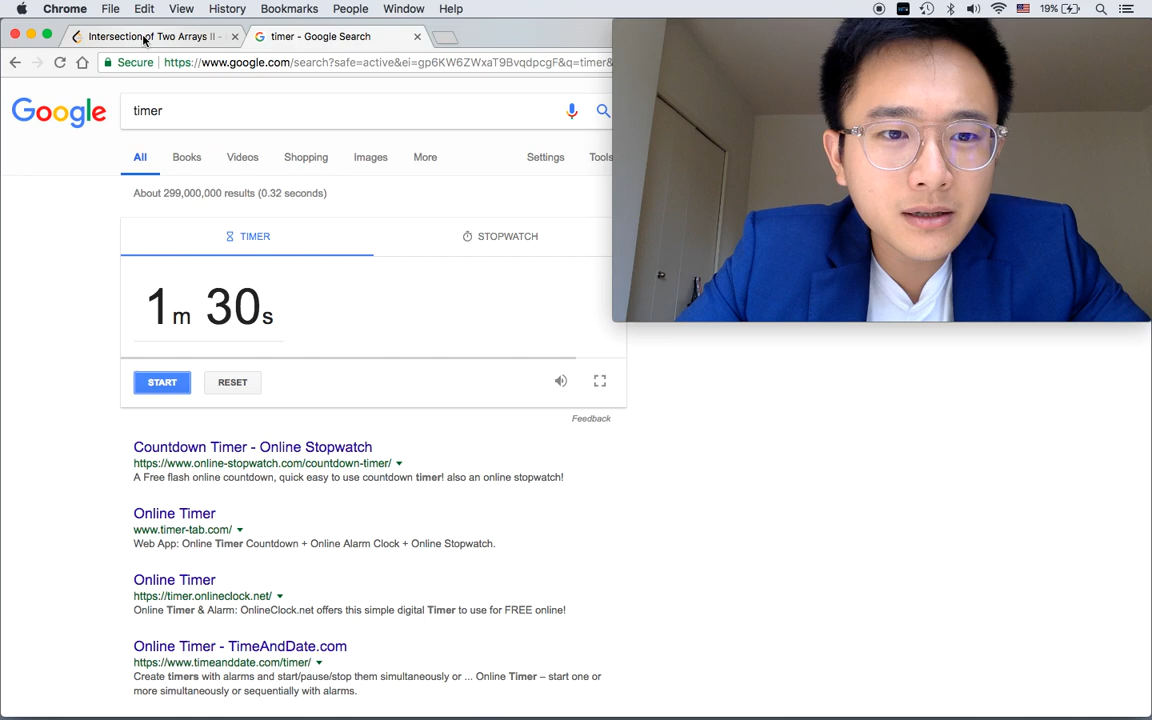 Chrome File Edit View History Bookmarks People Window Help 19%
Intersection of Two Arrays II - timer - Google Search
Secure https://www.google.com/search?safe=active&ei=gp6KW6ZWxaT9BvqdpcgF&q=timer&
Google timer
All Books Videos Shopping Images More Settings Tools
About 299,000,000 results (0.32 seconds)
TIMER STOPWATCH
1m 30s
START RESET
Feedback
Countdown Timer - Online Stopwatch
https://www.online-stopwatch.com/countdown-timer/
A Free flash online countdown, quick easy to use countdown timer! also an online stopwatch!
Online Timer
www.timer-tab.com/
Web App: Online Timer Countdown + Online Alarm Clock + Online Stopwatch.
Online Timer
https://timer.onlineclock.net/
Online Timer & Alarm: OnlineClock.net offers this simple digital Timer to use for FREE online!
Online Timer - TimeAndDate.com
https://www.timeanddate.com/timer/
Create timers with alarms and start/pause/stop them simultaneously or ... Online Timer – start one or
more simultaneously or sequentially with alarms.